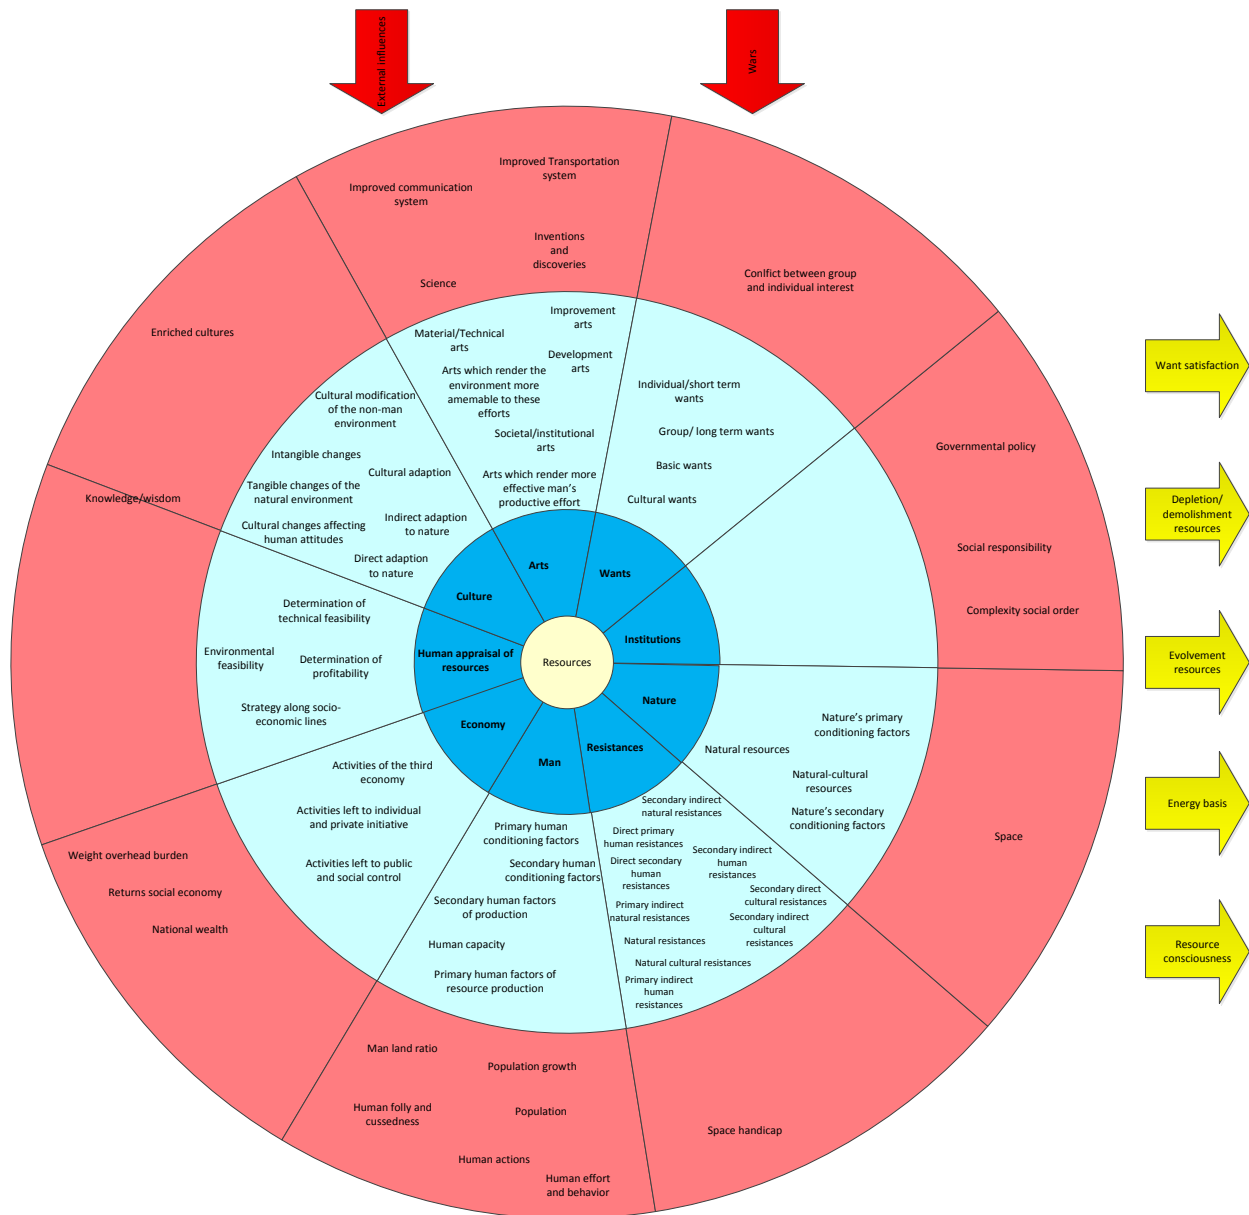 External influences
Wars
Improved Transportation
system
Improved communication
system
Inventions
and
discoveries
Science
Conlfict between group
and individual interest
Enriched cultures
Knowledge/wisdom
Governmental policy
Social responsibility
Complexity social order
Space
Space handicap
Man land ratio
Population growth
Human folly and
cussedness
Population
Human actions
Human effort
and behavior
Weight overhead burden
Returns social economy
National wealth
Improvement
arts
Material/Technical
arts
Development
arts
Arts which render the
environment more
amemable to these
efforts
Societal/institutional
arts
Arts which render more
effective man’s
productive effort
Individual/short term
wants
Group/ long term wants
Basic wants
Cultural wants
Cultural modification
of the non-man
environment
Intangible changes
Cultural adaption
Tangible changes of the
natural environment
Indirect adaption
to nature
Cultural changes affecting
human attitudes
Direct adaption
to nature
Determination of
technical feasibility
Environmental
feasibility
Determination of
profitability
Strategy along socio-
economic lines
Activities of the third
economy
Activities left to individual
and private initiative
Activities left to public
and social control
Primary human
conditioning factors
Secondary human
conditioning factors
Secondary human factors
of production
Human capacity
Primary human factors of
resource production
Secondary indirect
natural resistances
Direct primary
human resistances
Secondary indirect
human
resistances
Direct secondary
human
resistances
Secondary direct
cultural resistances
Primary indirect
natural resistances
Secondary indirect
cultural
resistances
Natural resistances
Natural cultural resistances
Primary indirect
human
resistances
Nature’s primary
conditioning factors
Natural resources
Natural-cultural
resources
Nature’s secondary
conditioning factors
Arts
Wants
Culture
Institutions
Human appraisal of
resources
Resources
Nature
Economy
Man
Resistances
Want satisfaction
Depletion/
demolishment
resources
Evolvement
resources
Energy basis
Resource
consciousness